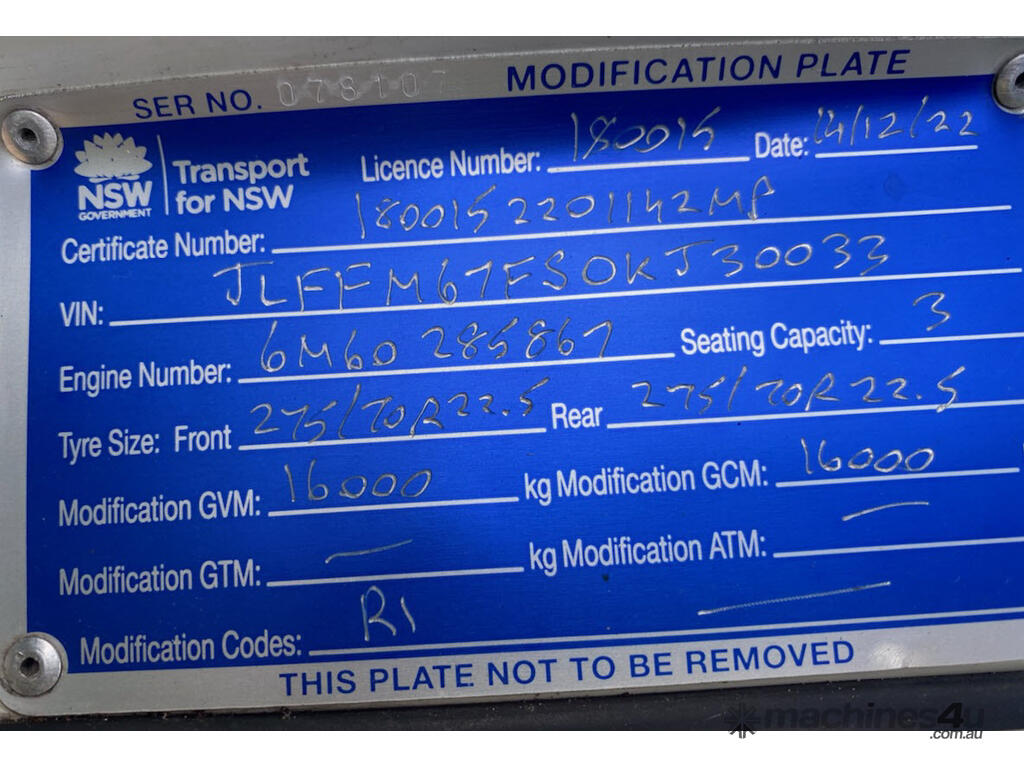 SER NO. 078107 MODIFICATION PLATE
NSW GOVERNMENT
Transport for NSW
Licence Number: 180015 Date: 14/12/22
Certificate Number: 1800152201142MP
VIN: JLFFM67FS0KJ30033
Engine Number: 6M60 285867 Seating Capacity: 3
Tyre Size: Front 275/70R22.5 Rear 275/70R22.5
Modification GVM: 16000 kg Modification GCM: 16000
Modification GTM: — kg Modification ATM: —
Modification Codes: R1 —
THIS PLATE NOT TO BE REMOVED
machines4u
.com.au